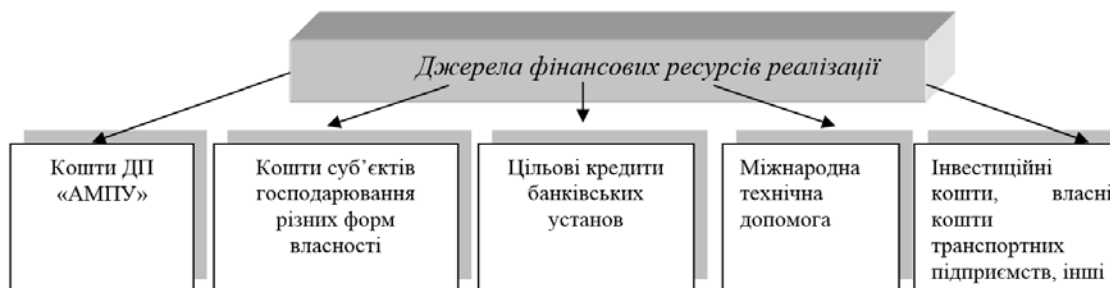 Джерела фінансових ресурсів реалізації
Кошти ДП
«АМПУ»
Кошти суб’єктів
господарювання
різних форм
власності
Цільові кредити
банківських
установ
Міжнародна
технічна
допомога
Інвестиційні
кошти, власні
кошти
транспортних
підприємств, інші